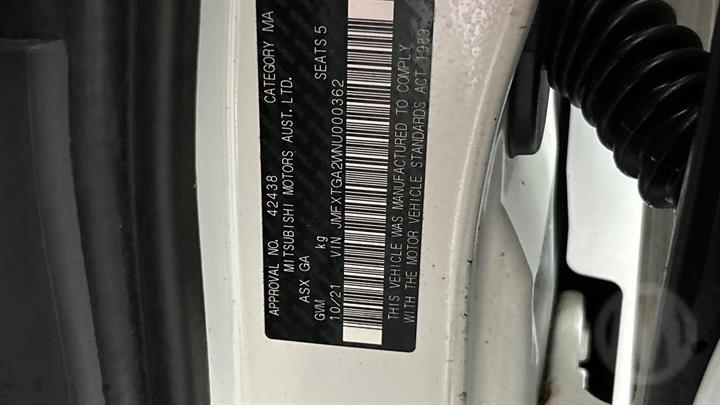 APPROVAL NO. 42438 CATEGORY MA
MITSUBISHI MOTORS AUST. LTD.
ASX GA SEATS 5
GVM kg
10/21 VIN JMFXTGA2WNU000362
THIS VEHICLE WAS MANUFACTURED TO COMPLY
WITH THE MOTOR VEHICLE STANDARDS ACT 1989.